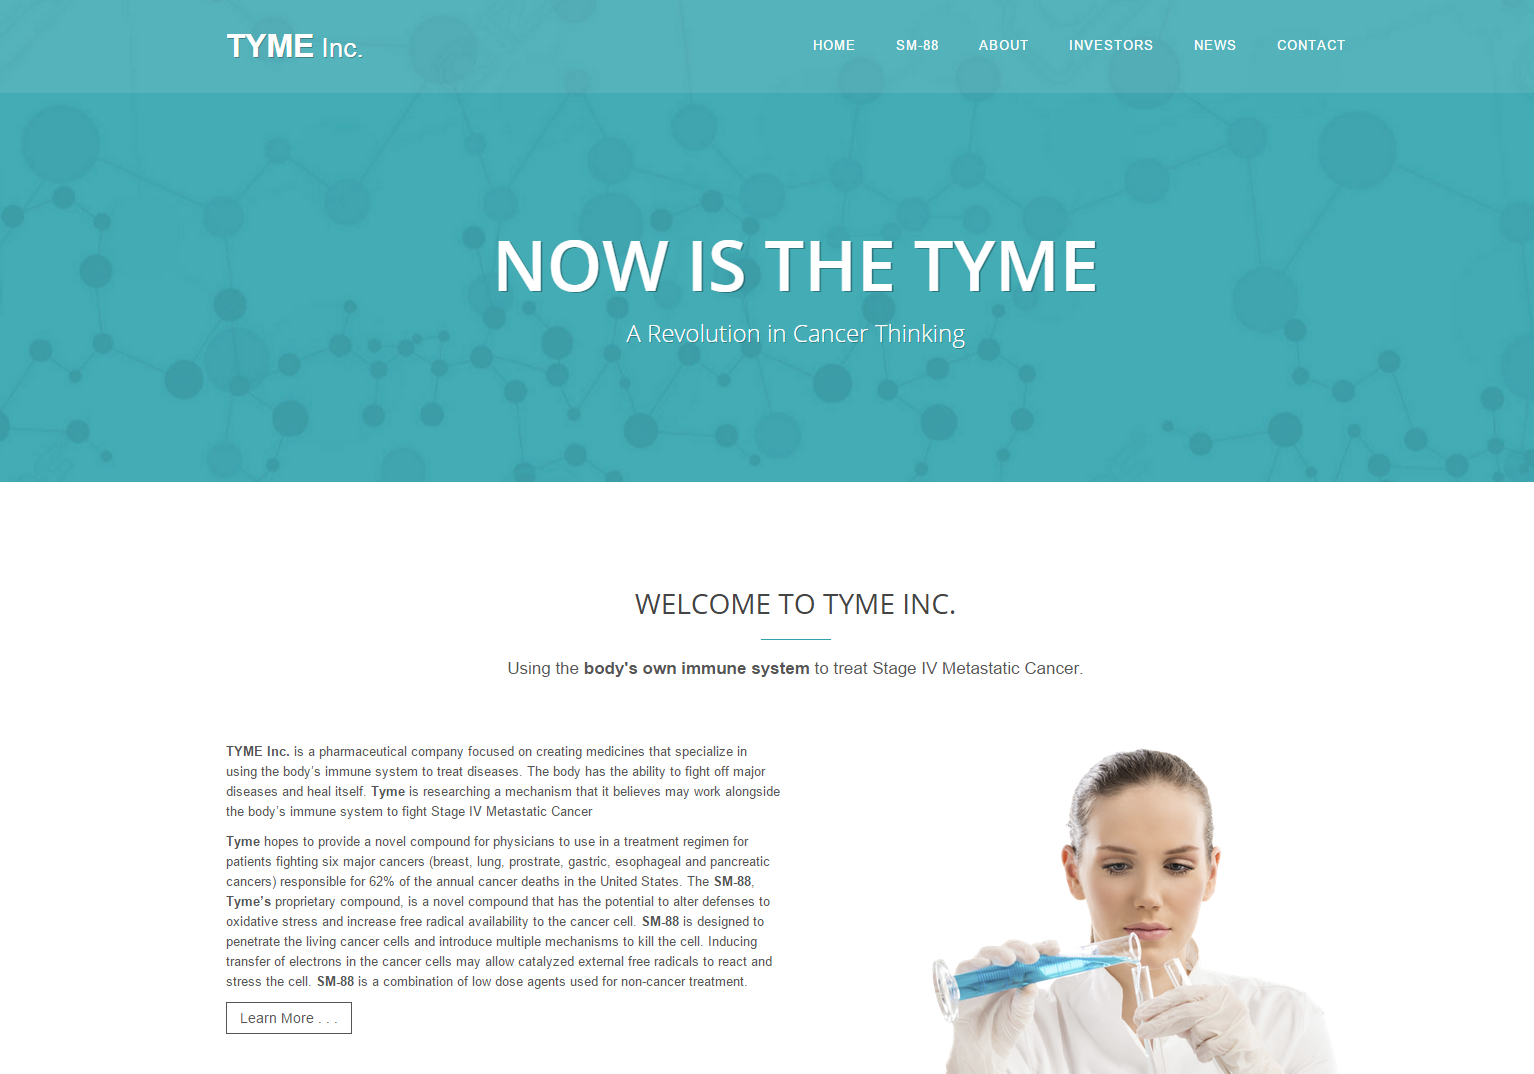 TYME Inc.
HOME SM-88 ABOUT INVESTORS NEWS CONTACT
NOW IS THE TYME
A Revolution in Cancer Thinking
WELCOME TO TYME INC.
Using the body's own immune system to treat Stage IV Metastatic Cancer.
TYME Inc. is a pharmaceutical company focused on creating medicines that specialize in
using the body’s immune system to treat diseases. The body has the ability to fight off major
diseases and heal itself. Tyme is researching a mechanism that it believes may work alongside
the body’s immune system to fight Stage IV Metastatic Cancer
Tyme hopes to provide a novel compound for physicians to use in a treatment regimen for
patients fighting six major cancers (breast, lung, prostrate, gastric, esophageal and pancreatic
cancers) responsible for 62% of the annual cancer deaths in the United States. The SM-88,
Tyme’s proprietary compound, is a novel compound that has the potential to alter defenses to
oxidative stress and increase free radical availability to the cancer cell. SM-88 is designed to
penetrate the living cancer cells and introduce multiple mechanisms to kill the cell. Inducing
transfer of electrons in the cancer cells may allow catalyzed external free radicals to react and
stress the cell. SM-88 is a combination of low dose agents used for non-cancer treatment.
Learn More . . .